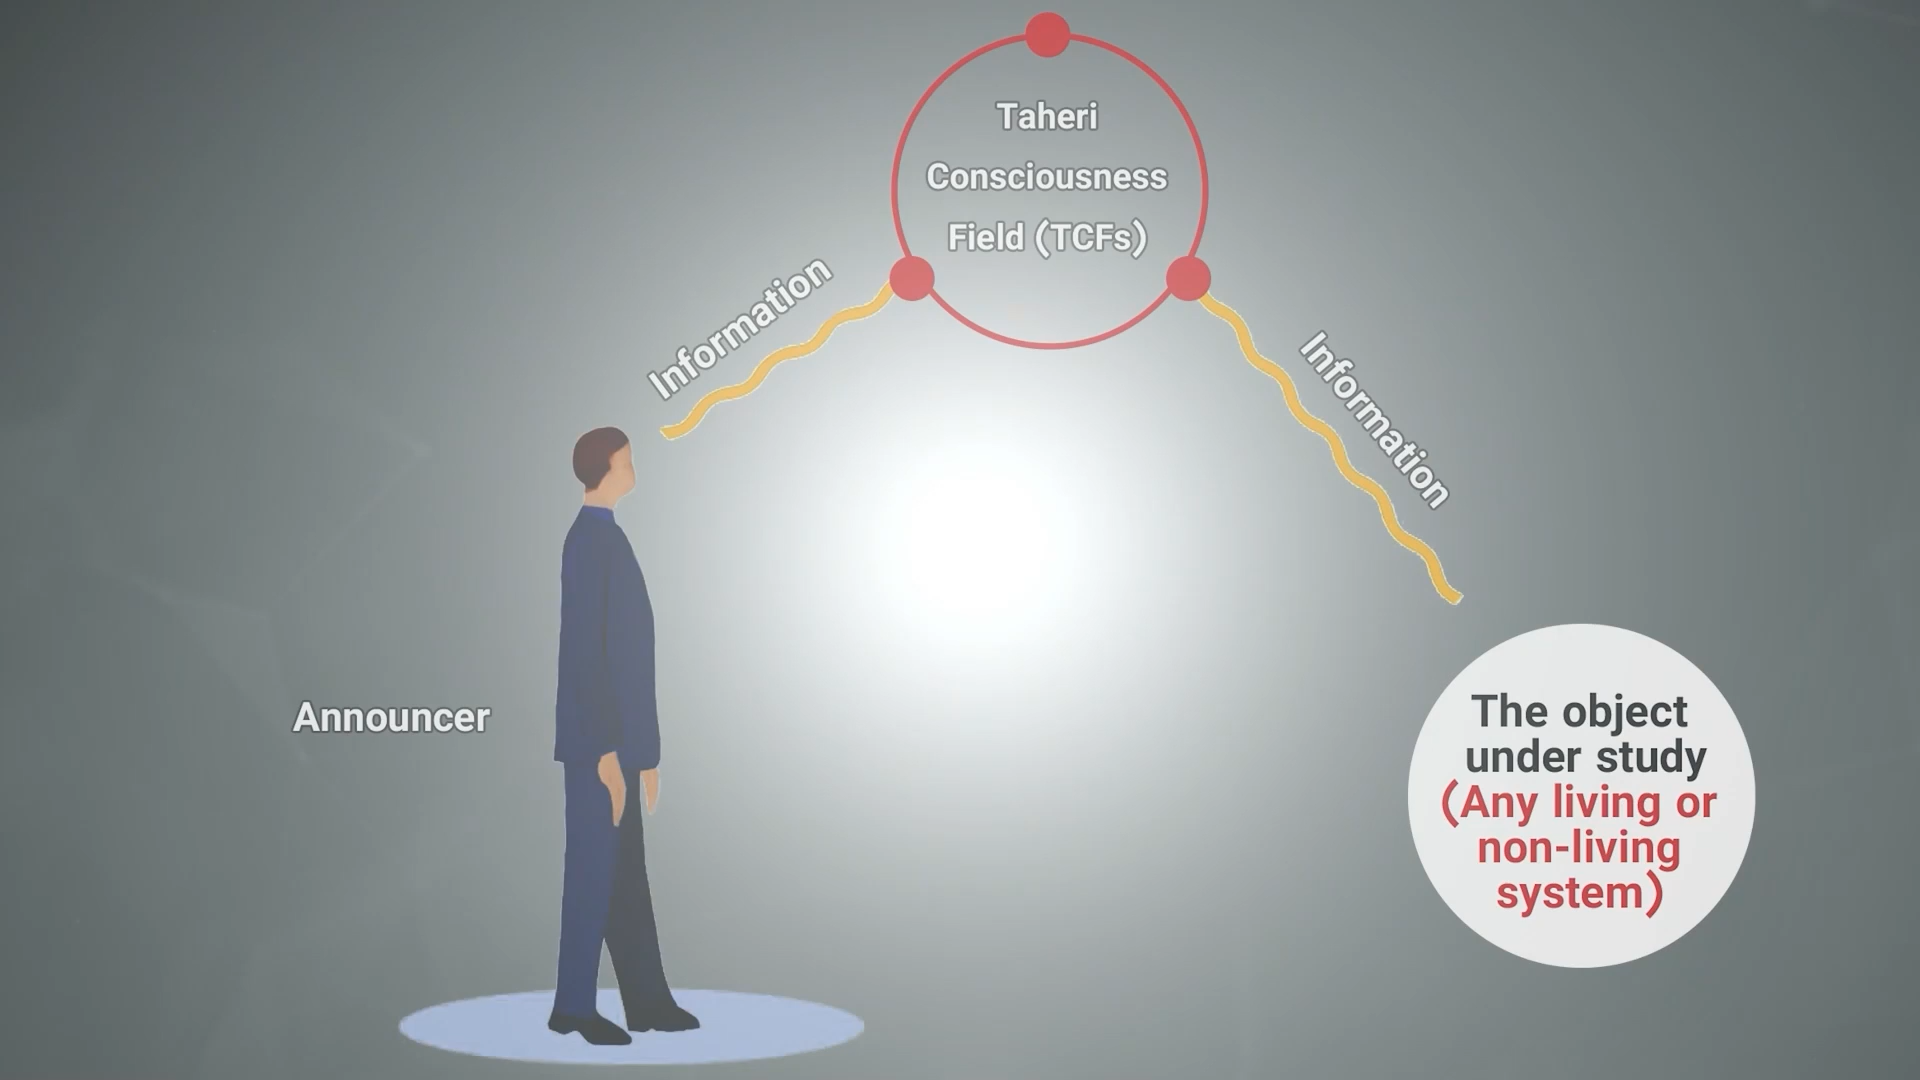 Taheri
Consciousness
Field (TCFs)
Information
Information
Announcer
The object
under study
(Any living or
non-living
system)